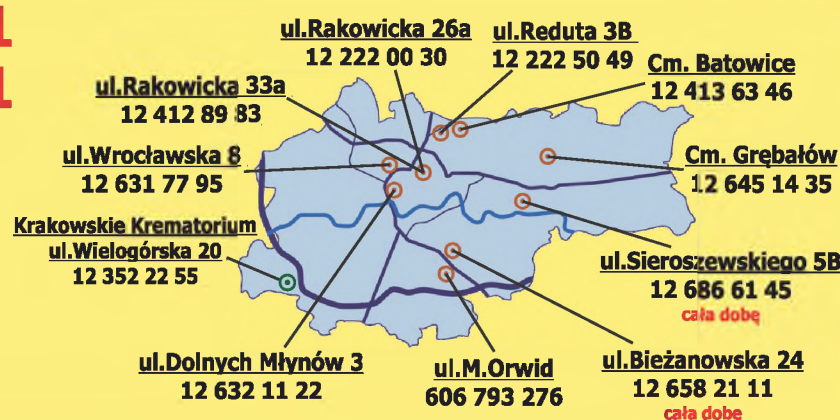 1
1
ul.Rakowicka 26a
12 222 00 30
ul.Reduta 3B
12 222 50 49
Cm. Batowice
12 413 63 46
ul.Rakowicka 33a
12 412 89 83
ul.Wrocławska 8
12 631 77 95
Cm. Grębałów
12 645 14 35
Krakowskie Krematorium
ul.Wielogórska 20
12 352 22 55
ul.Sieroszewskiego 5B
12 686 61 45
cała dobę
ul.Dolnych Młynów 3
12 632 11 22
ul.M.Orwid
606 793 276
ul.Bieżanowska 24
12 658 21 11
cała dobę